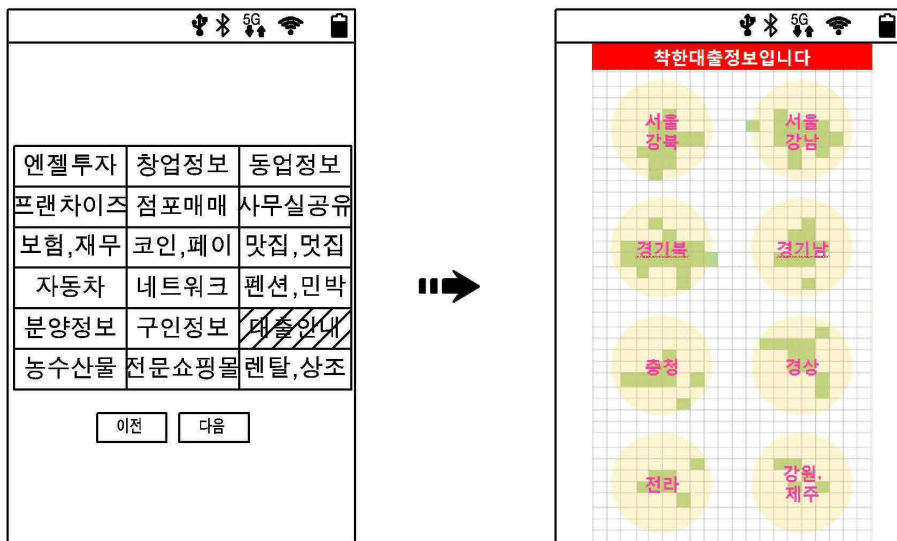 5G
엔젤투자 창업정보 동업정보
프랜차이즈 점포매매 사무실공유
보험,재무 코인,페이 맛집,멋집
자동차 네트워크 펜션,민박
분양정보 구인정보 대출안내
농수산물 전문쇼핑몰 렌탈,상조
이전 다음
5G
착한대출정보입니다
서울 서울
강북 강남
경기북 경기남
충청 경상
전라 강원,
제주